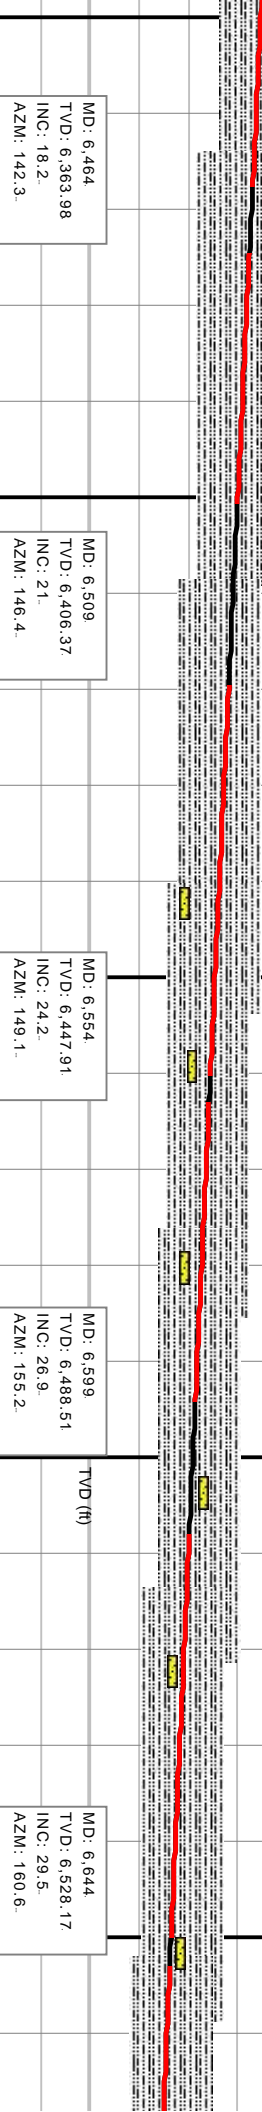 MD: 6,464
TVD: 6,363.98
INC: 18.2
AZM: 142.3
MD: 6,509
TVD: 6,406.37
INC: 21
AZM: 146.4
MD: 6,554
TVD: 6,447.91
INC: 24.2
AZM: 149.1
MD: 6,599
TVD: 6,488.51
INC: 26.9
AZM: 155.2
TVD (ft)
MD: 6,644
TVD: 6,528.17
INC: 29.5
AZM: 160.6